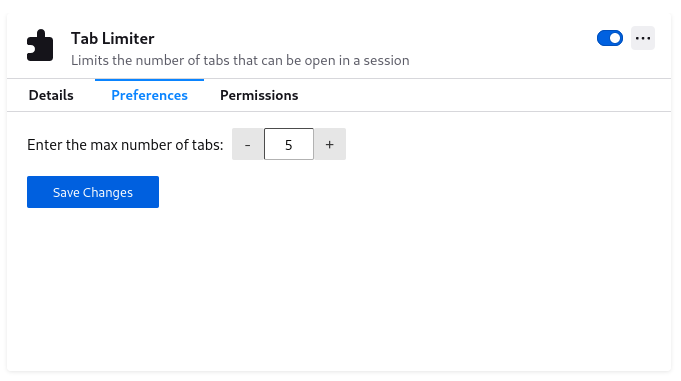 Tab Limiter
Limits the number of tabs that can be open in a session
Details Preferences Permissions
Enter the max number of tabs: - 5 +
Save Changes